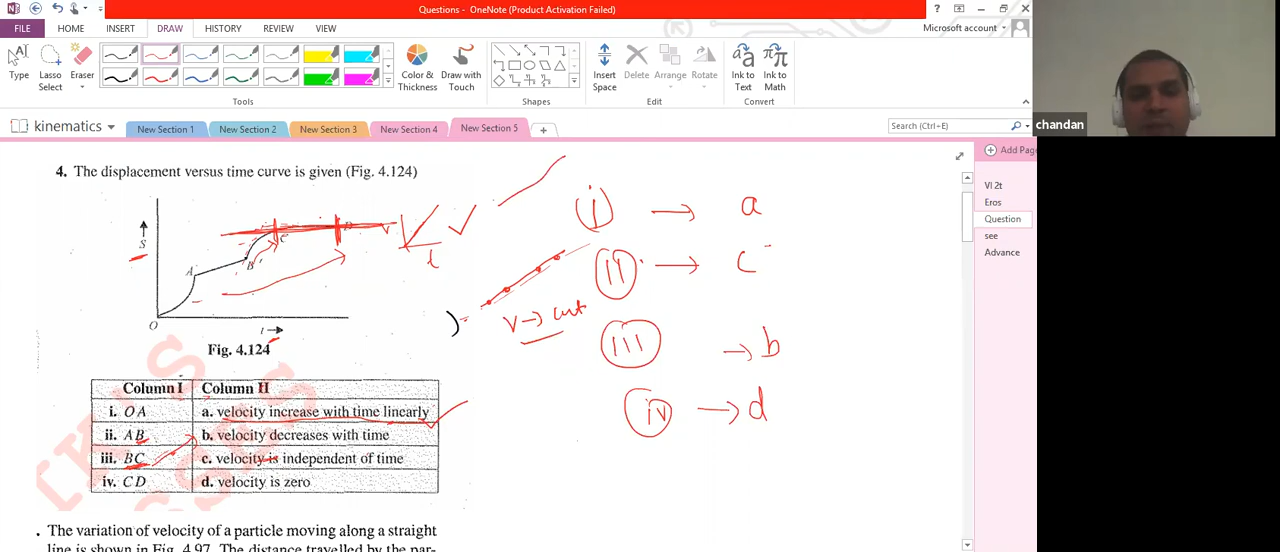 Questions - OneNote (Product Activation Failed)
FILE HOME INSERT DRAW HISTORY REVIEW VIEW
Microsoft account
Type
Lasso Select
Eraser
Color & Thickness
Draw with Touch
Insert Space
Delete
Arrange
Rotate
Ink to Text
Ink to Math
Tools
Shapes
Edit
Convert
kinematics
New Section 1
New Section 2
New Section 3
New Section 4
New Section 5
Search (Ctrl+E)
chandan
Add Page
VI 2t
Eros
Question
see
Advance
4. The displacement versus time curve is given (Fig. 4.124)
S
A
B
C
D
O
t
Fig. 4.124
v
t
v → cnt
(i) → a
(ii) → c
(iii) → b
(iv) → d
Column I Column II
i. OA a. velocity increase with time linearly
ii. AB b. velocity decreases with time
iii. BC c. velocity is independent of time
iv. CD d. velocity is zero
. The variation of velocity of a particle moving along a straight
line is shown in Fig. 4.97. The distance travelled by the par-